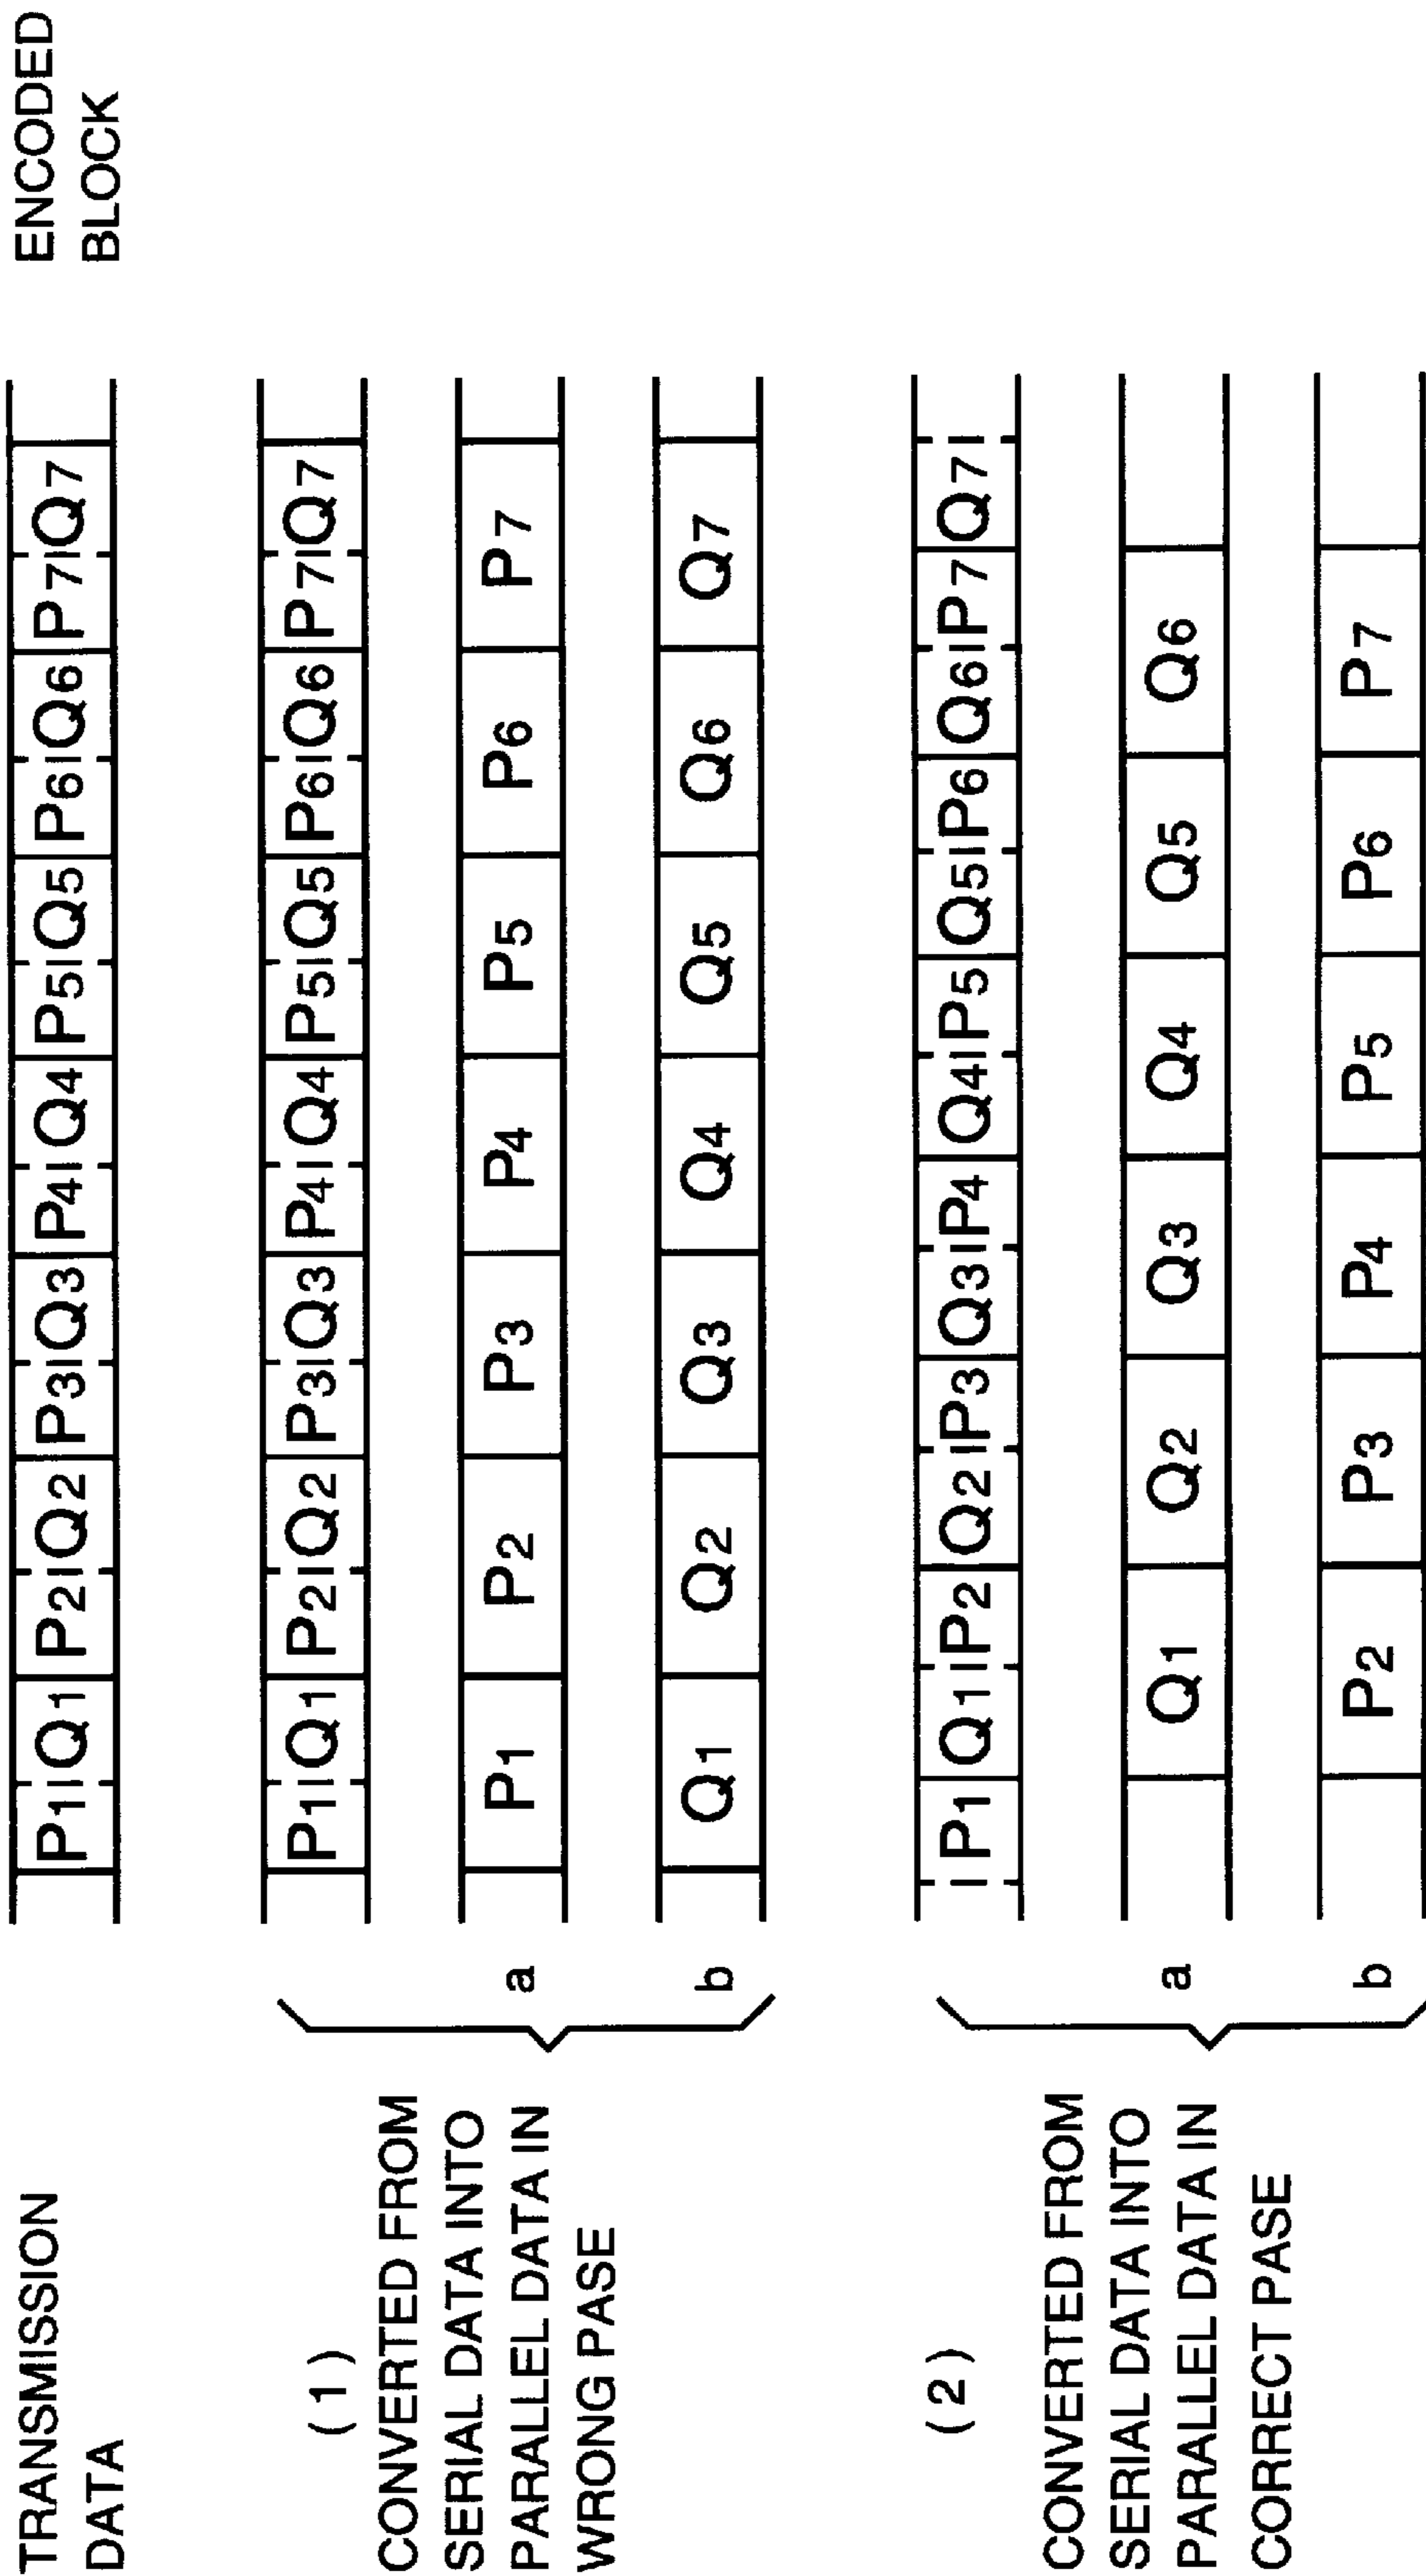 TRANSMISSION
DATA
P1 Q1 P2 Q2 P3 Q3 P4 Q4 P5 Q5 P6 Q6 P7 Q7
ENCODED
BLOCK
(1)
CONVERTED FROM
SERIAL DATA INTO
PARALLEL DATA IN
WRONG PASE
P1 Q1 P2 Q2 P3 Q3 P4 Q4 P5 Q5 P6 Q6 P7 Q7
a P1 P2 P3 P4 P5 P6 P7
b Q1 Q2 Q3 Q4 Q5 Q6 Q7
(2)
CONVERTED FROM
SERIAL DATA INTO
PARALLEL DATA IN
CORRECT PASE
P1 Q1 P2 Q2 P3 Q3 P4 Q4 P5 Q5 P6 Q6 P7 Q7
a Q1 Q2 Q3 Q4 Q5 Q6
b P2 P3 P4 P5 P6 P7